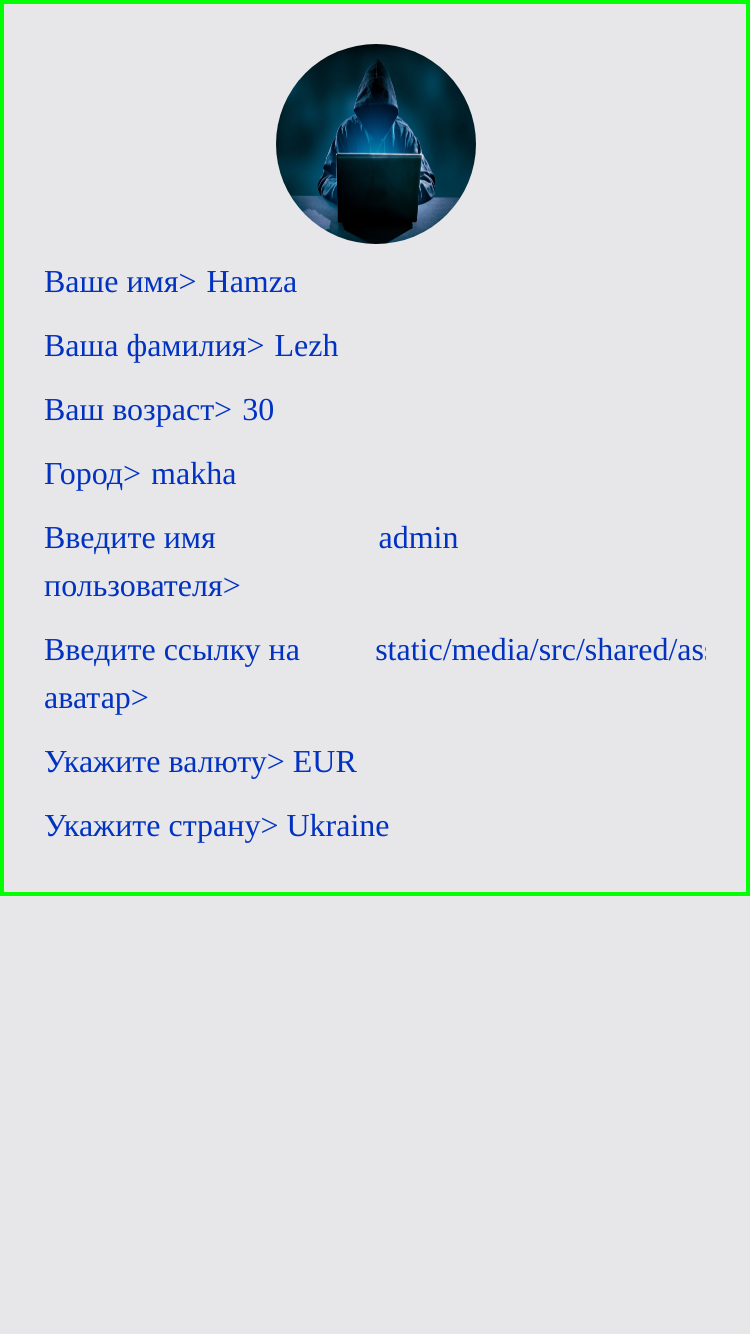 Ваше имя> Hamza
Ваша фамилия> Lezh
Ваш возраст> 30
Город> makha
Введите имя admin
пользователя>
Введите ссылку на static/media/src/shared/as
аватар>
Укажите валюту> EUR
Укажите страну> Ukraine